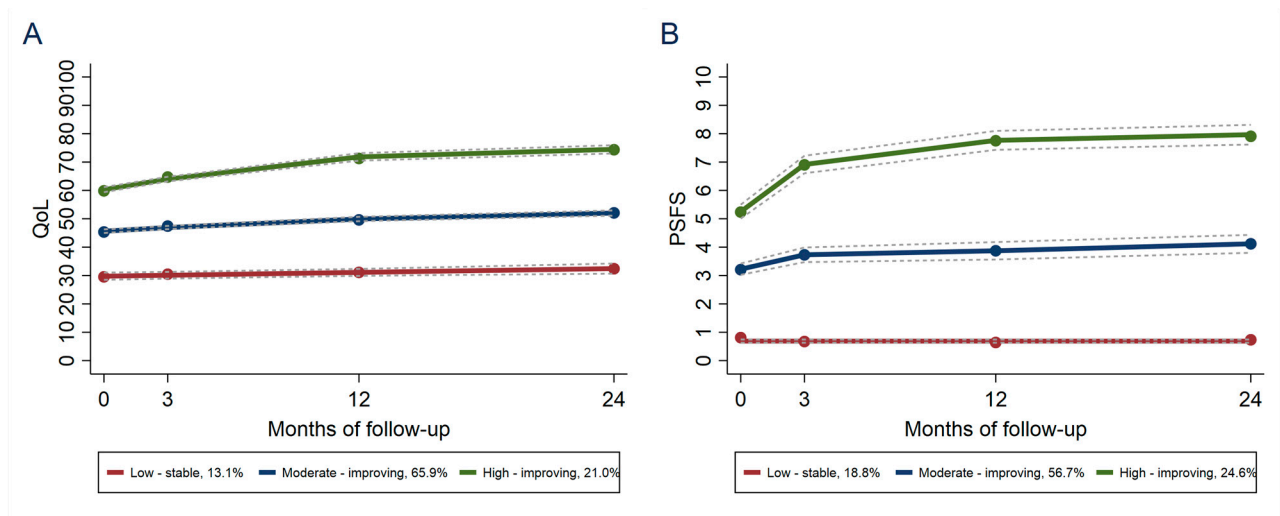 A
QoL
0 10 20 30 40 50 60 70 80 90 100
0 3 12 24
Months of follow-up
Low - stable, 13.1% Moderate - improving, 65.9% High - improving, 21.0%
B
PSFS
0 1 2 3 4 5 6 7 8 9 10
0 3 12 24
Months of follow-up
Low - stable, 18.8% Moderate - improving, 56.7% High - improving, 24.6%